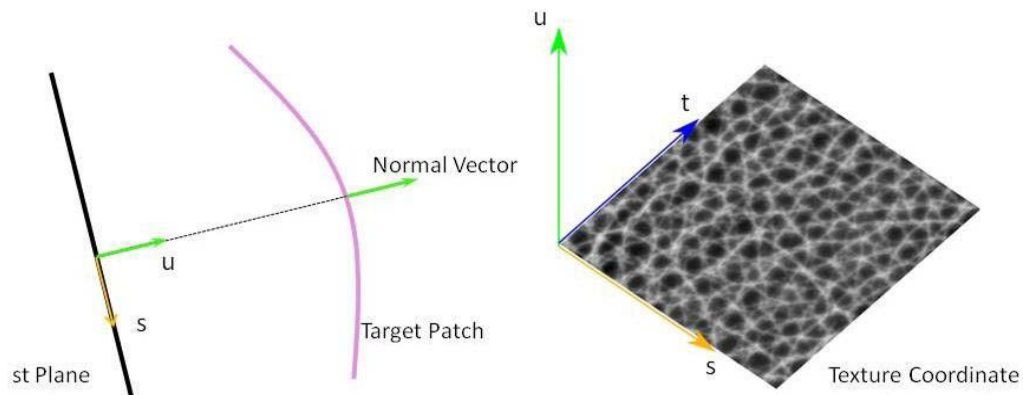 u
t
Normal Vector
u
s
Target Patch
s
st Plane
Texture Coordinate